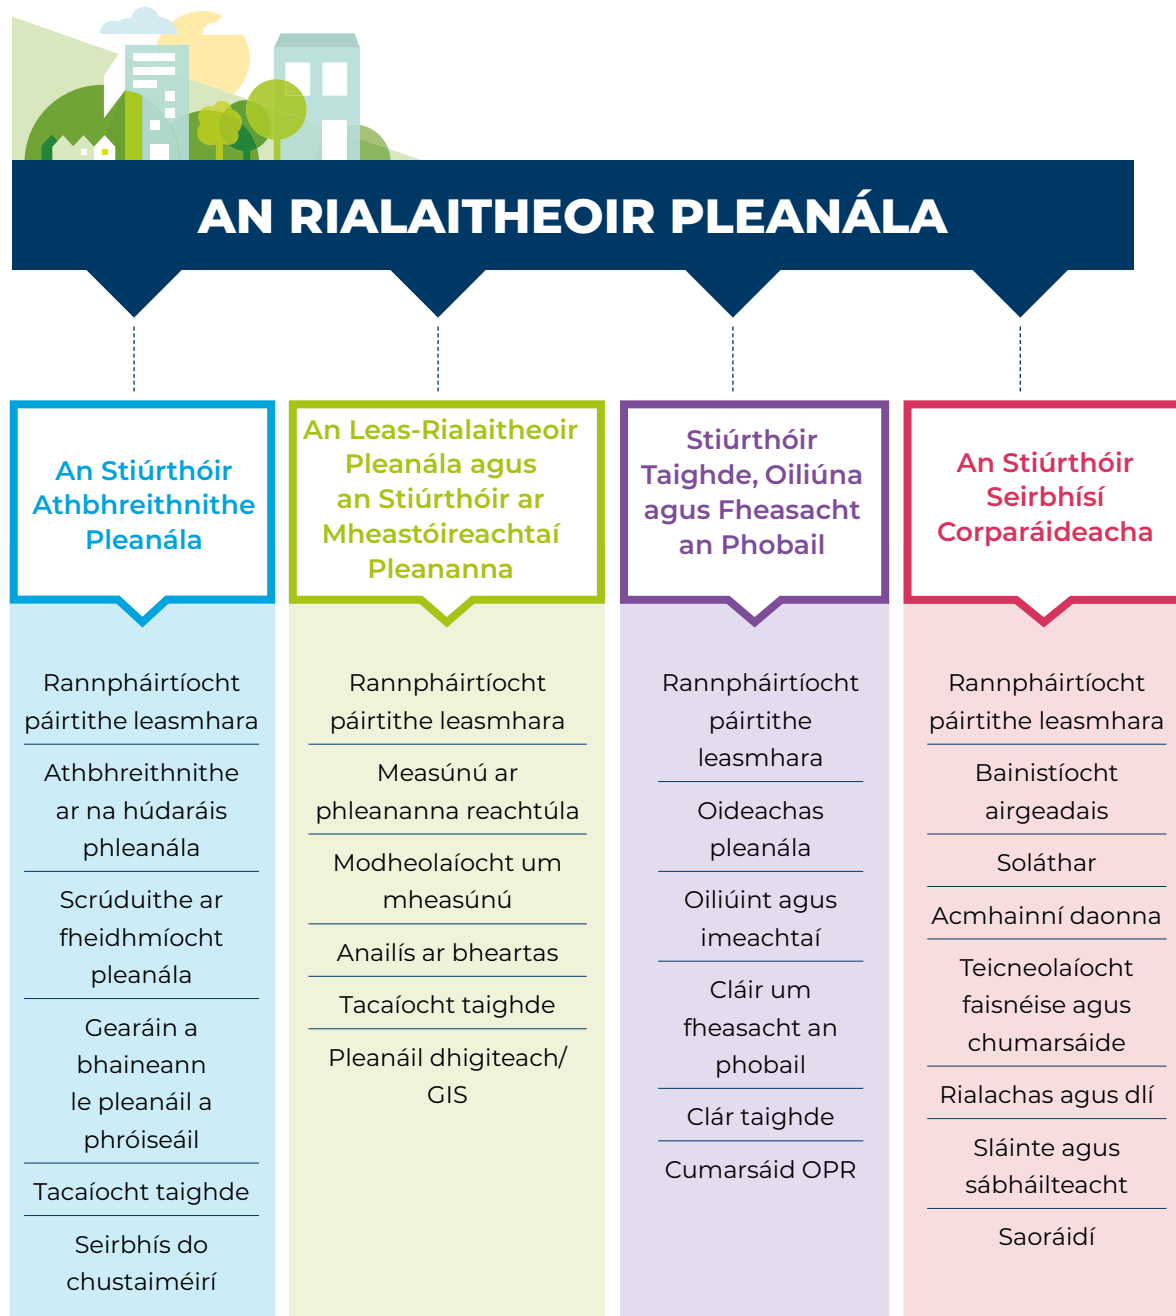 AN RIALAITHEOIR PLEANÁLA
An Stiúrthóir
Athbhreithnithe
Pleanála
Rannpháirtíocht
páirtithe leasmhara
Athbhreithnithe
ar na húdaráis
phleanála
Scrúduithe ar
fheidhmíocht
pleanála
Gearáin a
bhaineann
le pleanáil a
phróiseáil
Tacaíocht taighde
Seirbhís do
chustaiméirí
An Leas-Rialaitheoir
Pleanála agus
an Stiúrthóir ar
Mheastóireachtaí
Pleananna
Rannpháirtíocht
páirtithe leasmhara
Measúnú ar
phleananna reachtúla
Modheolaíocht um
mheasúnú
Anailís ar bheartas
Tacaíocht taighde
Pleanáil dhigiteach/
GIS
Stiúrthóir
Taighde, Oiliúna
agus Fheasacht
an Phobail
Rannpháirtíocht
páirtithe
leasmhara
Oideachas
pleanála
Oiliúint agus
imeachtaí
Cláir um
fheasacht an
phobail
Clár taighde
Cumarsáid OPR
An Stiúrthóir
Seirbhísí
Corparáideacha
Rannpháirtíocht
páirtithe leasmhara
Bainistíocht
airgeadais
Soláthar
Acmhainní daonna
Teicneolaíocht
faisnéise agus
chumarsáide
Rialachas agus dlí
Sláinte agus
sábháilteacht
Saoráidí